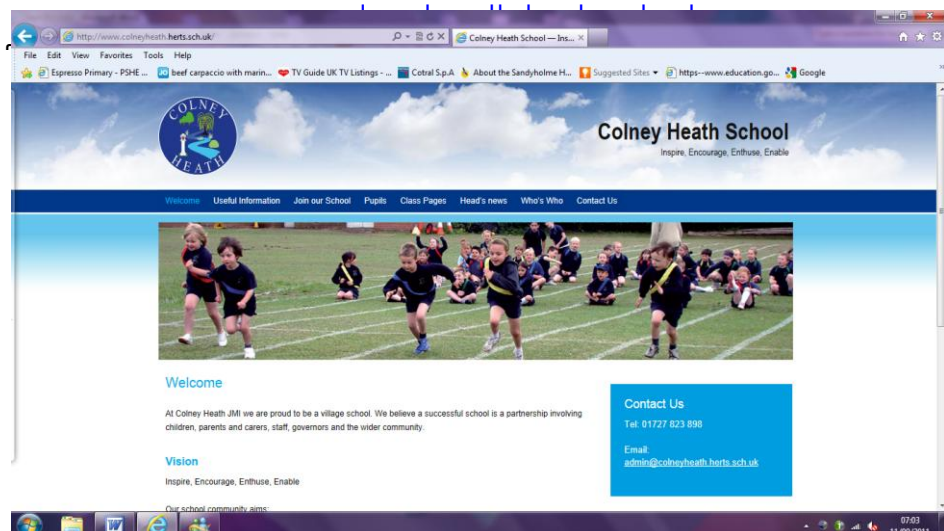 http://www.colneyheath.herts.sch.uk/
Colney Heath School — Ins...
File Edit View Favorites Tools Help
Espresso Primary - PSHE ... beef carpaccio with marin... TV Guide UK TV Listings - ... Cotral S.p.A About the Sandyholme H... Suggested Sites https--www.education.go... Google
COLNEY
HEATH
Colney Heath School
Inspire, Encourage, Enthuse, Enable
Welcome Useful Information Join our School Pupils Class Pages Head's news Who's Who Contact Us
Welcome
At Colney Heath JMI we are proud to be a village school. We believe a successful school is a partnership involving
children, parents and carers, staff, governors and the wider community.
Vision
Inspire, Encourage, Enthuse, Enable
Our school community aims:
Contact Us
Tel: 01727 823 898
Email:
admin@colneyheath.herts.sch.uk
07:03